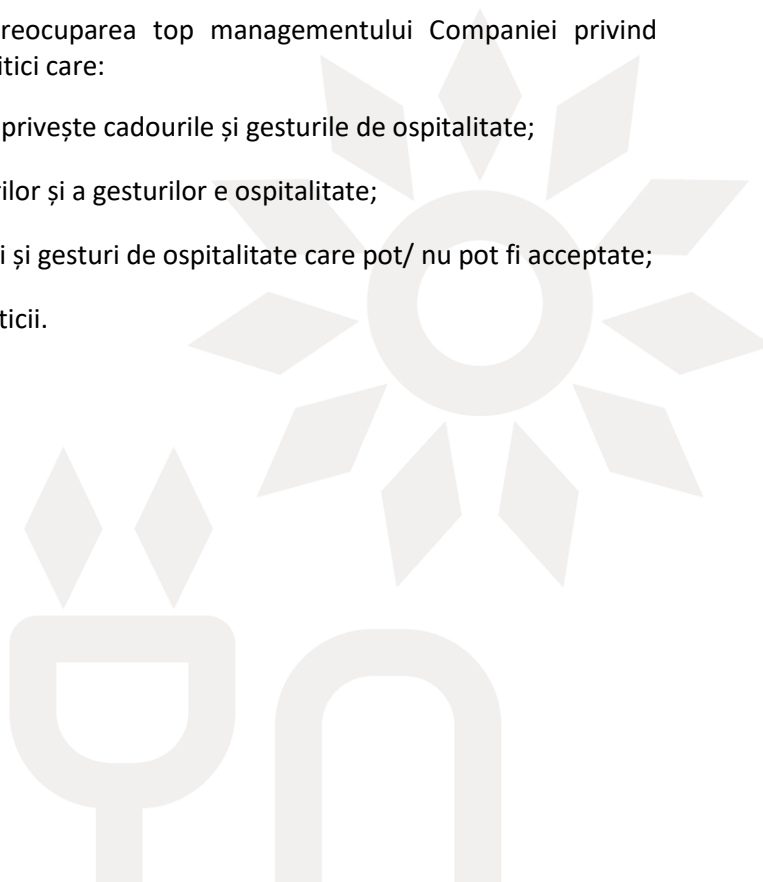 reocuparea top managementului Companiei privind
itici care:
privește cadourile și gesturile de ospitalitate;
rilor și a gesturilor e ospitalitate;
i și gesturi de ospitalitate care pot/ nu pot fi acceptate;
ticii.